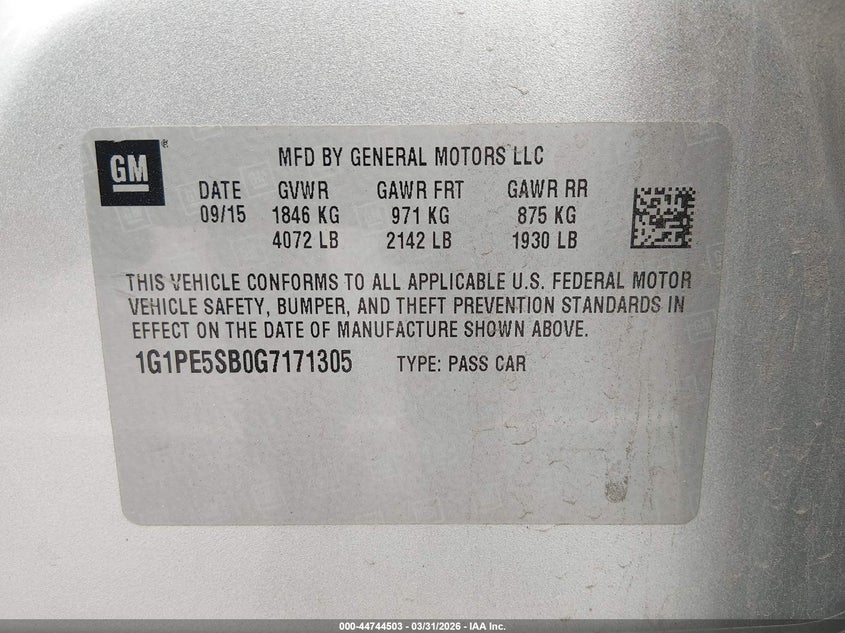 GM ®
MFD BY GENERAL MOTORS LLC
DATE GVWR GAWR FRT GAWR RR
09/15 1846 KG 971 KG 875 KG
4072 LB 2142 LB 1930 LB
THIS VEHICLE CONFORMS TO ALL APPLICABLE U.S. FEDERAL MOTOR
VEHICLE SAFETY, BUMPER, AND THEFT PREVENTION STANDARDS IN
EFFECT ON THE DATE OF MANUFACTURE SHOWN ABOVE.
1G1PE5SB0G7171305 TYPE: PASS CAR
000-44744503 - 03/31/2026 - IAA Inc.